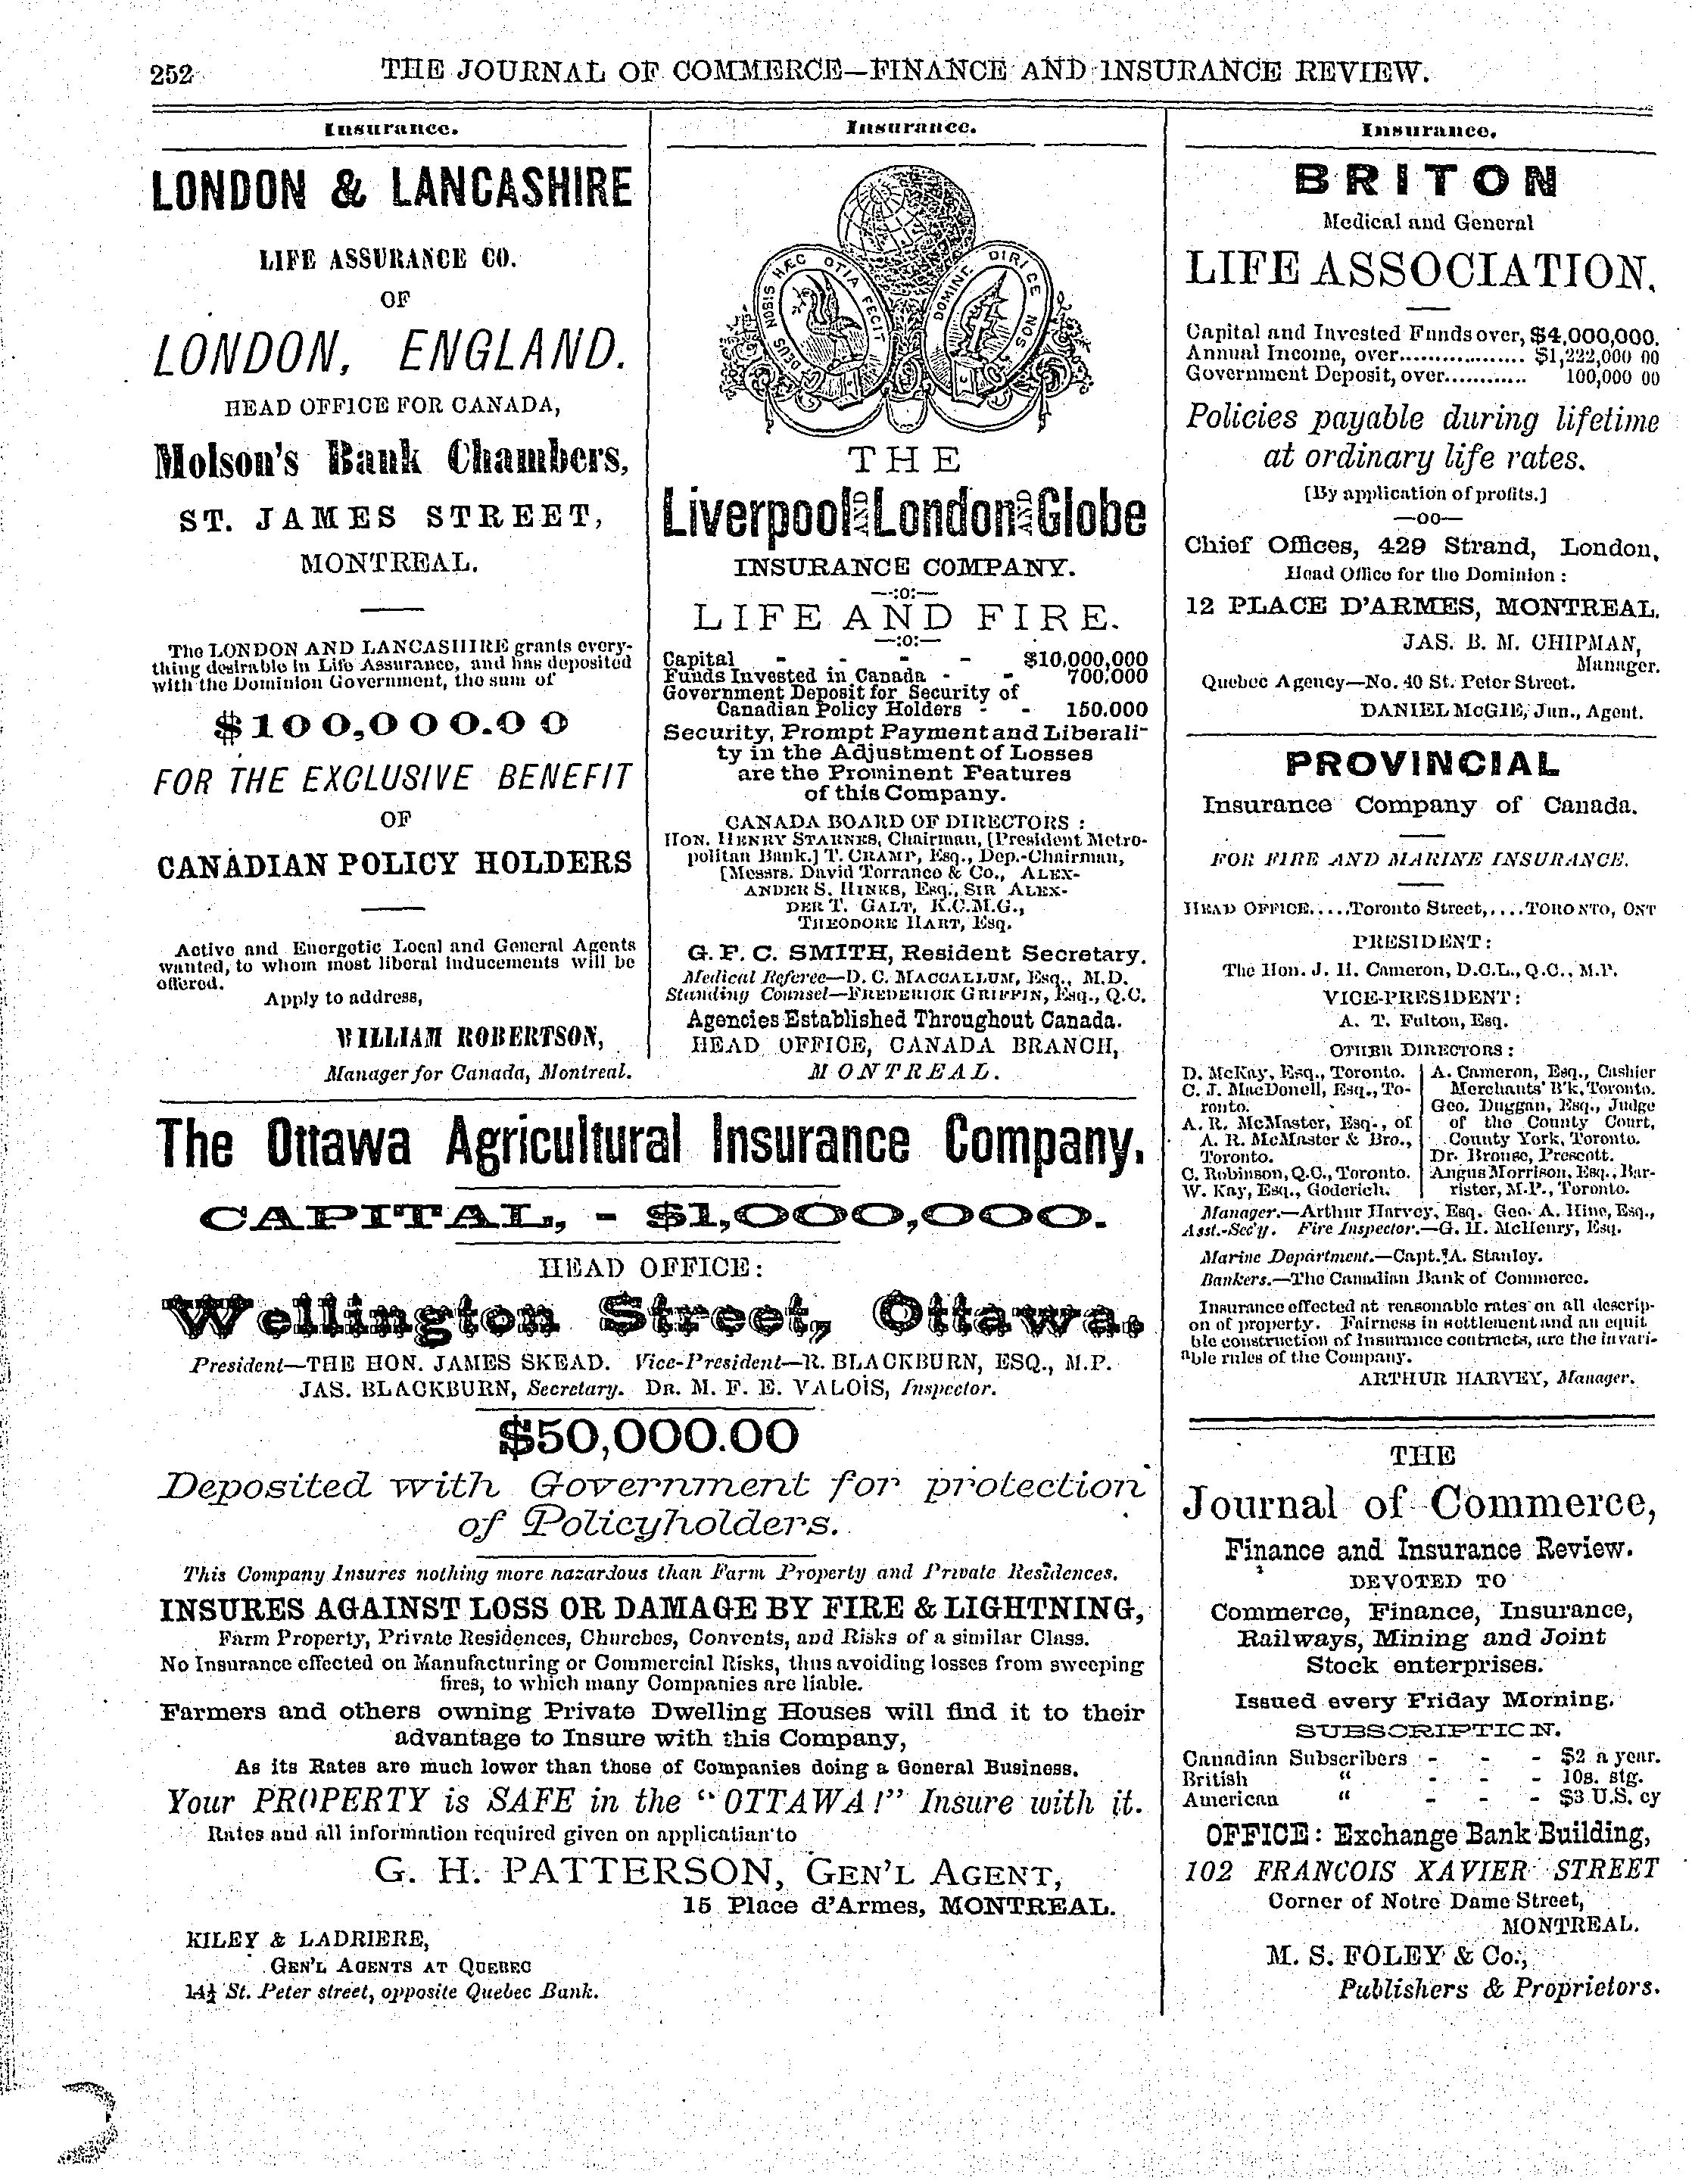 252
THE JOURNAL OF COMMERCE—FINANCE AND INSURANCE REVIEW.
Insurance.
LONDON & LANCASHIRE
LIFE ASSURANCE CO.
OF
LONDON, ENGLAND.
HEAD OFFICE FOR CANADA,
Molson's Bank Chambers,
ST. JAMES STREET,
MONTREAL.
The LONDON AND LANCASHIRE grants every-
thing desirable in Life Assurance, and has deposited
with the Dominion Government, the sum of
$100,000.00
FOR THE EXCLUSIVE BENEFIT
OF
CANADIAN POLICY HOLDERS
Active and Energetic Local and General Agents
wanted, to whom most liberal inducements will be
offered.
Apply to address,
WILLIAM ROBERTSON,
Manager for Canada, Montreal.
Insurance.
DEUS NOBIS HÆC OTIA FECIT
DOMINE DIRICE NOS
THE
Liverpool AND London AND Globe
INSURANCE COMPANY.
—:o:—
LIFE AND FIRE.
—:o:—
Capital - - - - $10,000,000
Funds Invested in Canada - - 700,000
Government Deposit for Security of
Canadian Policy Holders - - 150.000
Security, Prompt Payment and Liberali-
ty in the Adjustment of Losses
are the Prominent Features
of this Company.
CANADA BOARD OF DIRECTORS :
HON. HENRY STARNES, Chairman, [President Metro-
politan Bank.] T. CRAMP, Esq., Dep.-Chairman,
[Messrs. David Torrance & Co., ALEX-
ANDER S. HINKS, Esq., SIR ALEX-
DER T. GALT, K.C.M.G.,
THEODORE HART, Esq.
G. F. C. SMITH, Resident Secretary.
Medical Referee—D. C. MACCALLUM, Esq., M.D.
Standing Counsel—FREDERICK GRIFFIN, Esq., Q.C.
Agencies Established Throughout Canada.
HEAD OFFICE, CANADA BRANCH,
MONTREAL.
The Ottawa Agricultural Insurance Company.
CAPITAL, - $1,000,000.
HEAD OFFICE:
Wellington Street, Ottawa.
President—THE HON. JAMES SKEAD. Vice-President—R. BLACKBURN, ESQ., M.P.
JAS. BLACKBURN, Secretary. DR. M. F. E. VALOIS, Inspector.
$50,000.00
Deposited with Government for protection
of Policyholders.
This Company Insures nothing more hazardous than Farm Property and Private Residences.
INSURES AGAINST LOSS OR DAMAGE BY FIRE & LIGHTNING,
Farm Property, Private Residences, Churches, Convents, and Risks of a similar Class.
No Insurance effected on Manufacturing or Commercial Risks, thus avoiding losses from sweeping
fires, to which many Companies are liable.
Farmers and others owning Private Dwelling Houses will find it to their
advantage to Insure with this Company,
As its Rates are much lower than those of Companies doing a General Business.
Your PROPERTY is SAFE in the "OTTAWA!" Insure with it.
Rates and all information required given on applicatian to
G. H. PATTERSON, GEN'L AGENT,
15 Place d'Armes, MONTREAL.
KILEY & LADRIERE,
GEN'L AGENTS AT QUEBEC
14½ St. Peter street, opposite Quebec Bank.
Insurance.
BRITON
Medical and General
LIFE ASSOCIATION.
Capital and Invested Funds over, $4,000,000.
Annual Income, over.................. $1,222,000 00
Government Deposit, over............ 100,000 00
Policies payable during lifetime
at ordinary life rates.
[By application of profits.]
—oo—
Chief Offices, 429 Strand, London,
Head Office for the Dominion :
12 PLACE D'ARMES, MONTREAL.
JAS. B. M. CHIPMAN,
Manager.
Quebec Agency—No. 40 St. Peter Street.
DANIEL McGIE, Jun., Agent.
PROVINCIAL
Insurance Company of Canada.
FOR FIRE AND MARINE INSURANCE.
HEAD OFFICE.....Toronto Street,....TORONTO, ONT
PRESIDENT:
The Hon. J. H. Cameron, D.C.L., Q.C., M.P.
VICE-PRESIDENT:
A. T. Fulton, Esq.
OTHER DIRECTORS :
D. McKay, Esq., Toronto.
C. J. MacDonell, Esq., To-
ronto.
A. R. McMaster, Esq., of
A. R. McMaster & Bro.,
Toronto.
C. Robinson, Q.C., Toronto.
W. Kay, Esq., Goderich.
A. Cameron, Esq., Cashier
Merchants' B'k, Toronto.
Geo. Duggan, Esq., Judge
of the County Court,
County York, Toronto.
Dr. Brouse, Prescott.
Angus Morrison, Esq., Bar-
rister, M.P., Toronto.
Manager.—Arthur Harvey, Esq. Geo. A. Hine, Esq.,
Asst.-Sec'y. Fire Inspector.—G. H. McHenry, Esq.
Marine Department.—Capt. A. Stanley.
Bankers.—The Canadian Bank of Commerce.
Insurance effected at reasonable rates on all descrip-
on of property. Fairness in settlement and an equit
ble construction of Insurance contracts, are the invari-
able rules of the Company.
ARTHUR HARVEY, Manager.
THE
Journal of Commerce,
Finance and Insurance Review.
DEVOTED TO
Commerce, Finance, Insurance,
Railways, Mining and Joint
Stock enterprises.
Issued every Friday Morning.
SUBSCRIPTION.
Canadian Subscribers - - - $2 a year.
British " - - - 10s. stg.
American " - - - $3 U.S. cy
OFFICE: Exchange Bank Building,
102 FRANCOIS XAVIER STREET
Corner of Notre Dame Street,
MONTREAL.
M. S. FOLEY & Co.,
Publishers & Proprietors.